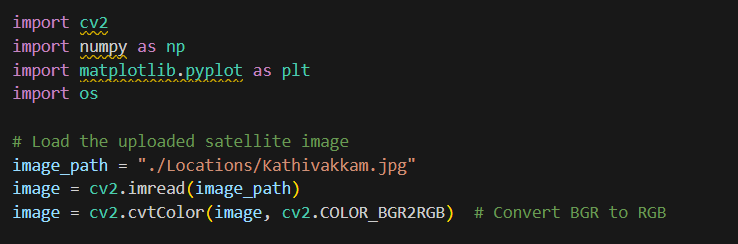 import cv2
import numpy as np
import matplotlib.pyplot as plt
import os
# Load the uploaded satellite image
image_path = "./Locations/Kathivakkam.jpg"
image = cv2.imread(image_path)
image = cv2.cvtColor(image, cv2.COLOR_BGR2RGB)  # Convert BGR to RGB